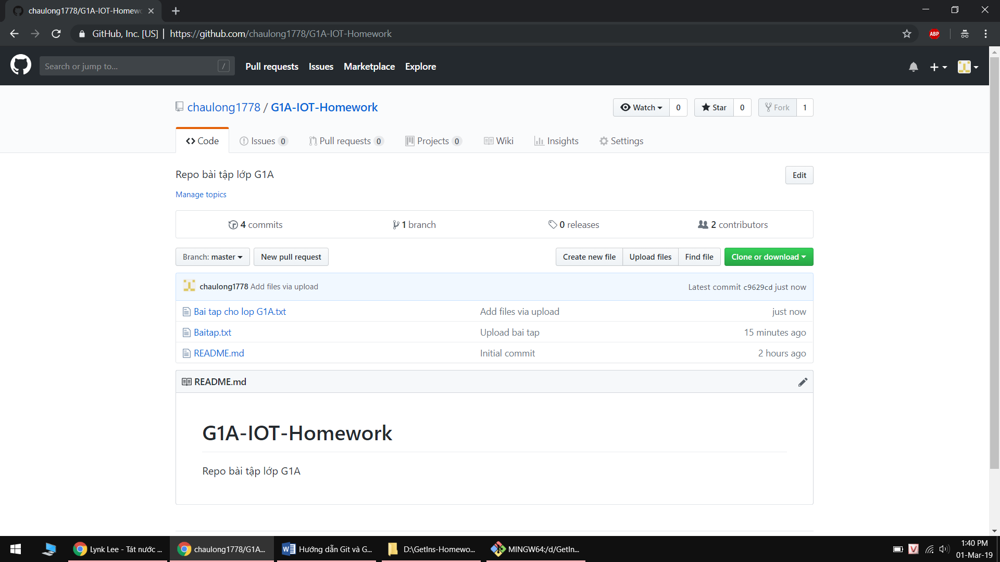 chaulong1778/G1A-IOT-Homewo
GitHub, Inc. [US] | https://github.com/chaulong1778/G1A-IOT-Homework
ABP
Search or jump to... /
Pull requests Issues Marketplace Explore
chaulong1778 / G1A-IOT-Homework
Watch 0 Star 0 Fork 1
Code Issues 0 Pull requests 0 Projects 0 Wiki Insights Settings
Repo bài tập lớp G1A
Edit
Manage topics
4 commits 1 branch 0 releases 2 contributors
Branch: master New pull request Create new file Upload files Find file Clone or download
chaulong1778 Add files via upload Latest commit c9629cd just now
Bai tap cho lop G1A.txt Add files via upload just now
Baitap.txt Upload bai tap 15 minutes ago
README.md Initial commit 2 hours ago
README.md
G1A-IOT-Homework
Repo bài tập lớp G1A
Lynk Lee - Tát nước ... chaulong1778/G1A... Hướng dẫn Git và G... D:\GetIns-Homewo... MINGW64:/d/GetIn...
V
1:40 PM
01-Mar-19